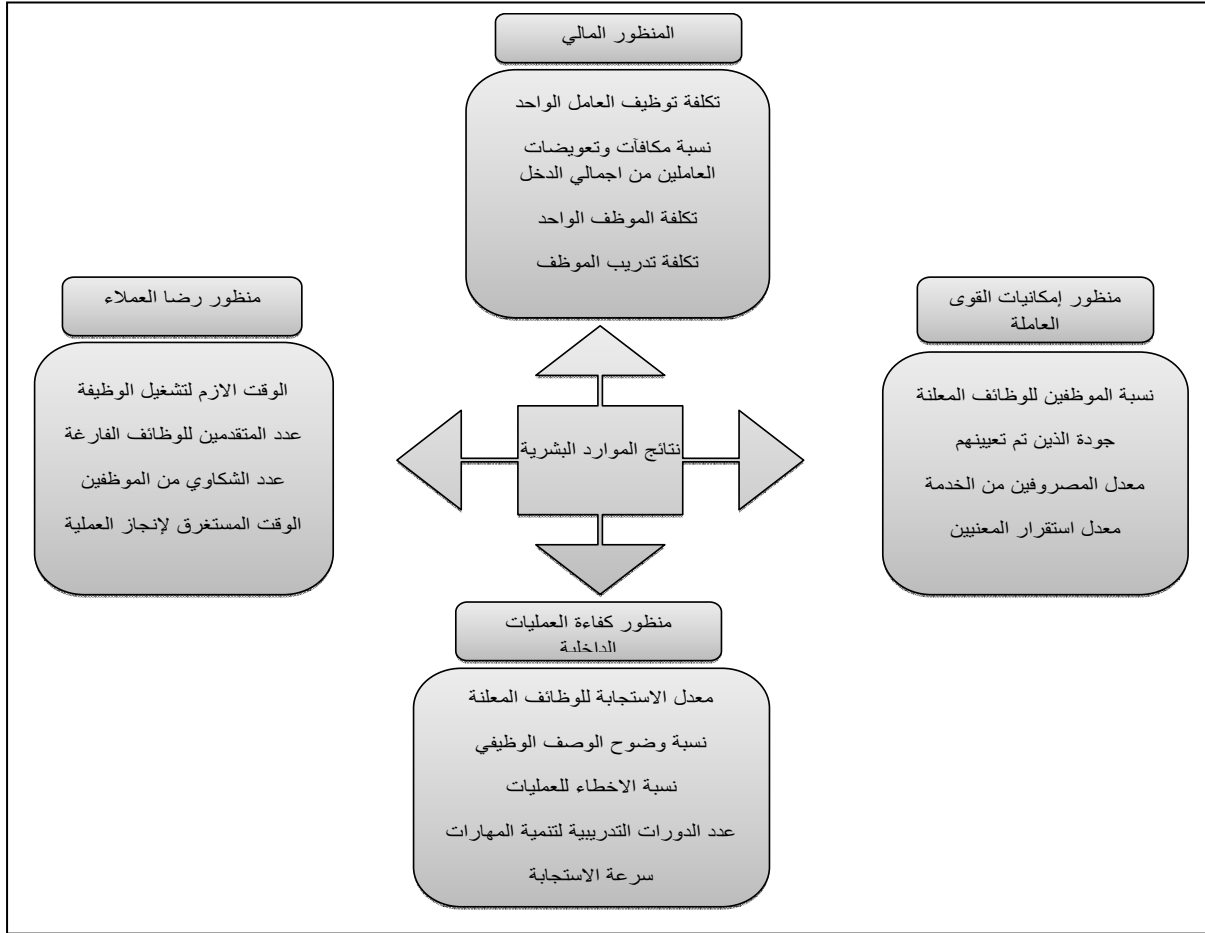 المنظور المالي
تكلفة توظيف العامل الواحد
نسبة مكافآت وتعويضات
العاملين من اجمالي الدخل
تكلفة الموظف الواحد
تكلفة تدريب الموظف
منظور إمكانيات القوى
العاملة
نسبة الموظفين للوظائف المعلنة
جودة الذين تم تعيينهم
معدل المصروفين من الخدمة
معدل استقرار المعنيين
نتائج الموارد البشرية
منظور رضا العملاء
الوقت الازم لتشغيل الوظيفة
عدد المتقدمين للوظائف الفارغة
عدد الشكاوي من الموظفين
الوقت المستغرق لإنجاز العملية
منظور كفاءة العمليات
الداخلية
معدل الاستجابة للوظائف المعلنة
نسبة وضوح الوصف الوظيفي
نسبة الاخطاء للعمليات
عدد الدورات التدريبية لتنمية المهارات
سرعة الاستجابة